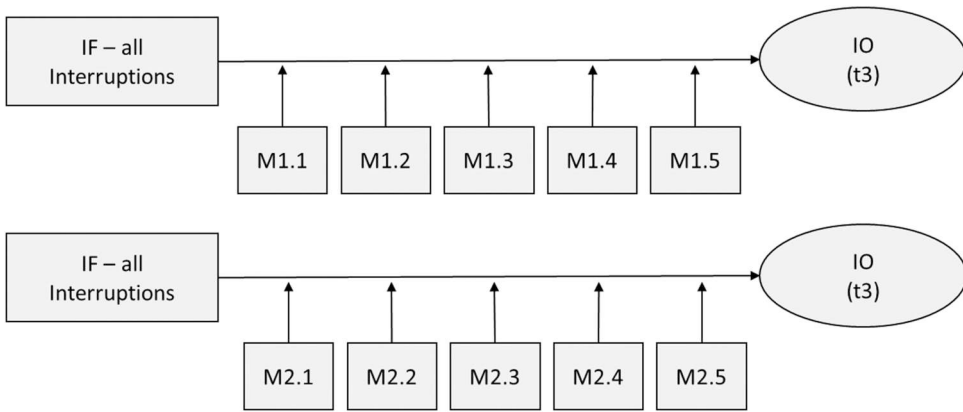 IF – all
Interruptions
IO
(t3)
M1.1
M1.2
M1.3
M1.4
M1.5
IF – all
Interruptions
IO
(t3)
M2.1
M2.2
M2.3
M2.4
M2.5